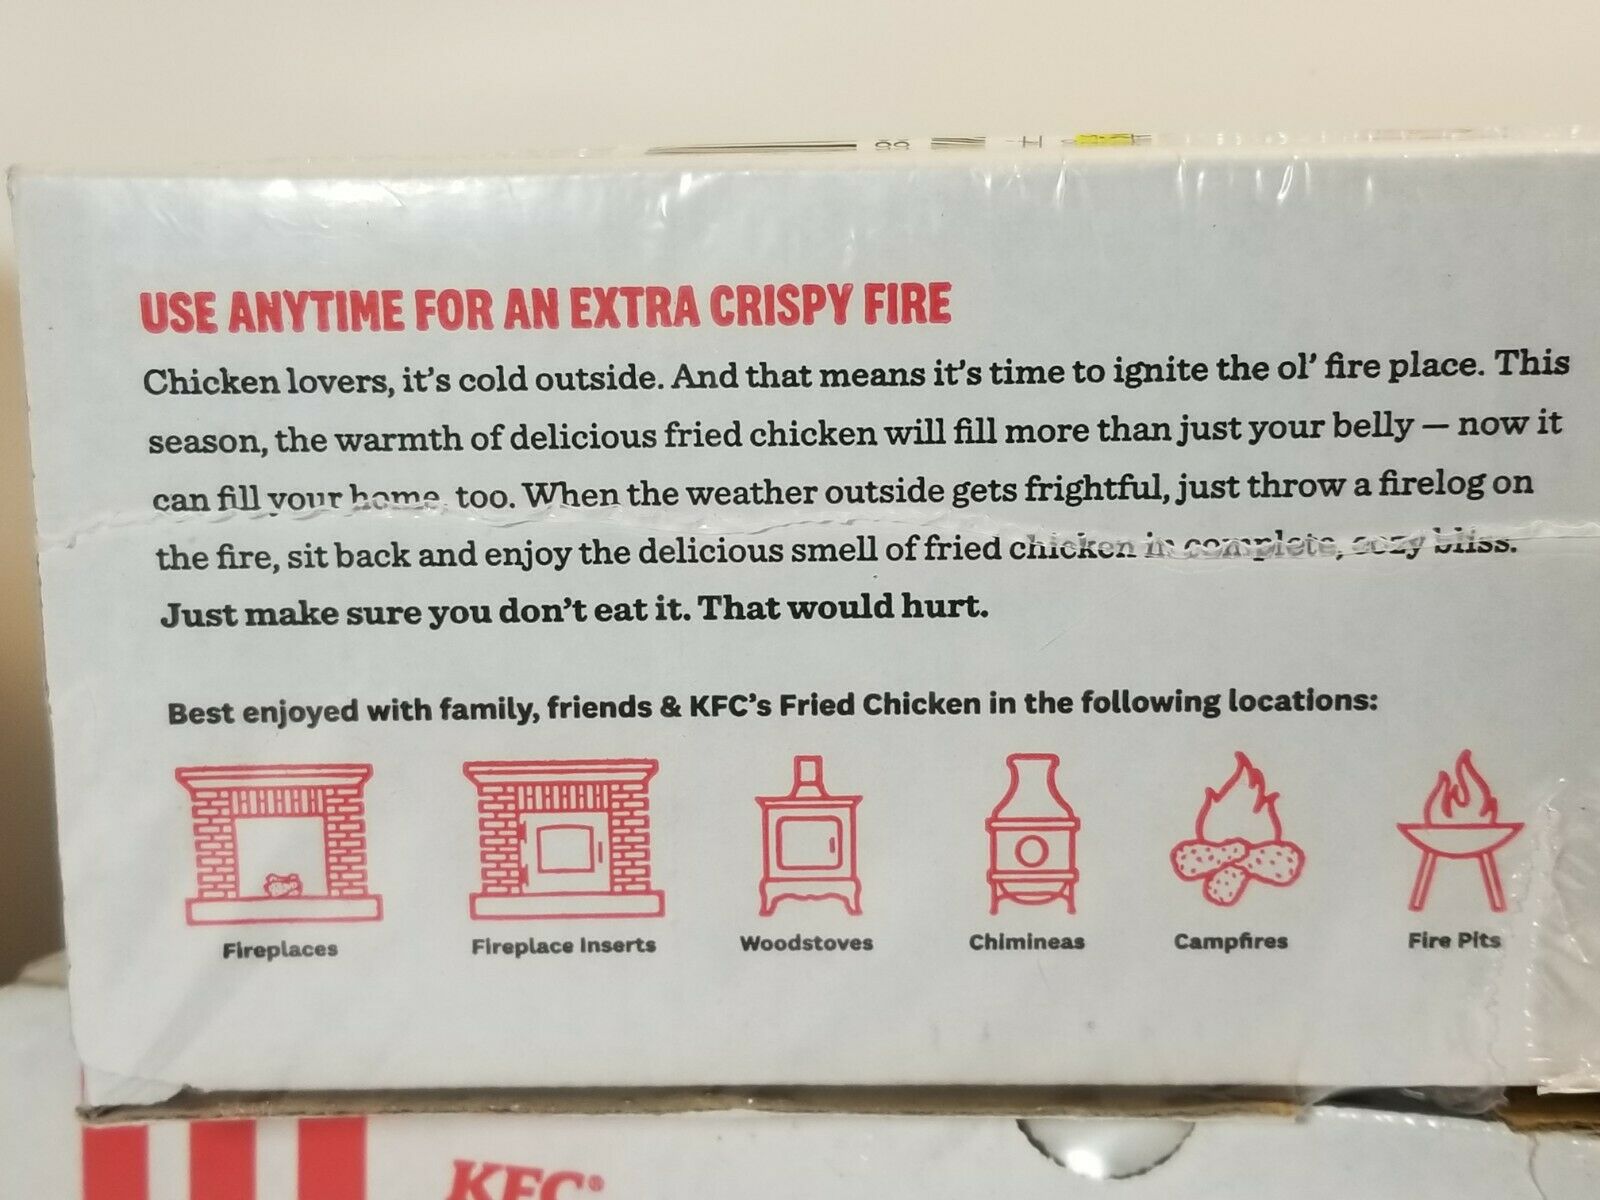 USE ANYTIME FOR AN EXTRA CRISPY FIRE
Chicken lovers, it's cold outside. And that means it's time to ignite the ol' fire place. This
season, the warmth of delicious fried chicken will fill more than just your belly — now it
can fill your home, too. When the weather outside gets frightful, just throw a firelog on
the fire, sit back and enjoy the delicious smell of fried chicken in complete, cozy bliss.
Just make sure you don't eat it. That would hurt.
Best enjoyed with family, friends & KFC's Fried Chicken in the following locations:
Fireplaces Fireplace Inserts Woodstoves Chimineas Campfires Fire Pits
KFC®